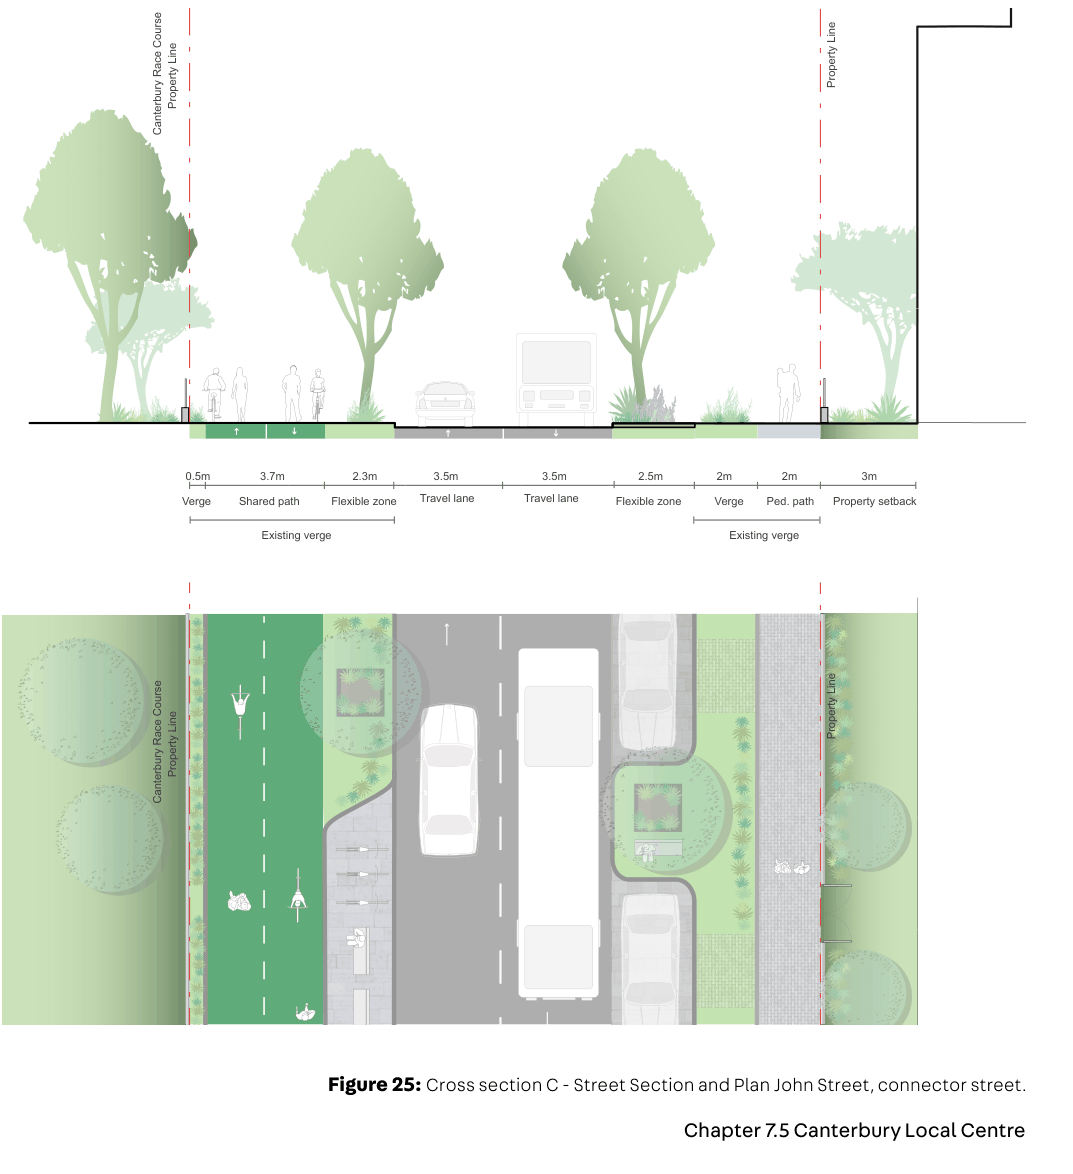 Canterbury Race Course
Property Line
Property Line
0.5m 3.7m 2.3m 3.5m 3.5m 2.5m 2m 2m 3m
Verge Shared path Flexible zone Travel lane Travel lane Flexible zone Verge Ped. path Property setback
Existing verge Existing verge
Canterbury Race Course
Property Line
Property Line
Figure 25: Cross section C - Street Section and Plan John Street, connector street.
Chapter 7.5 Canterbury Local Centre